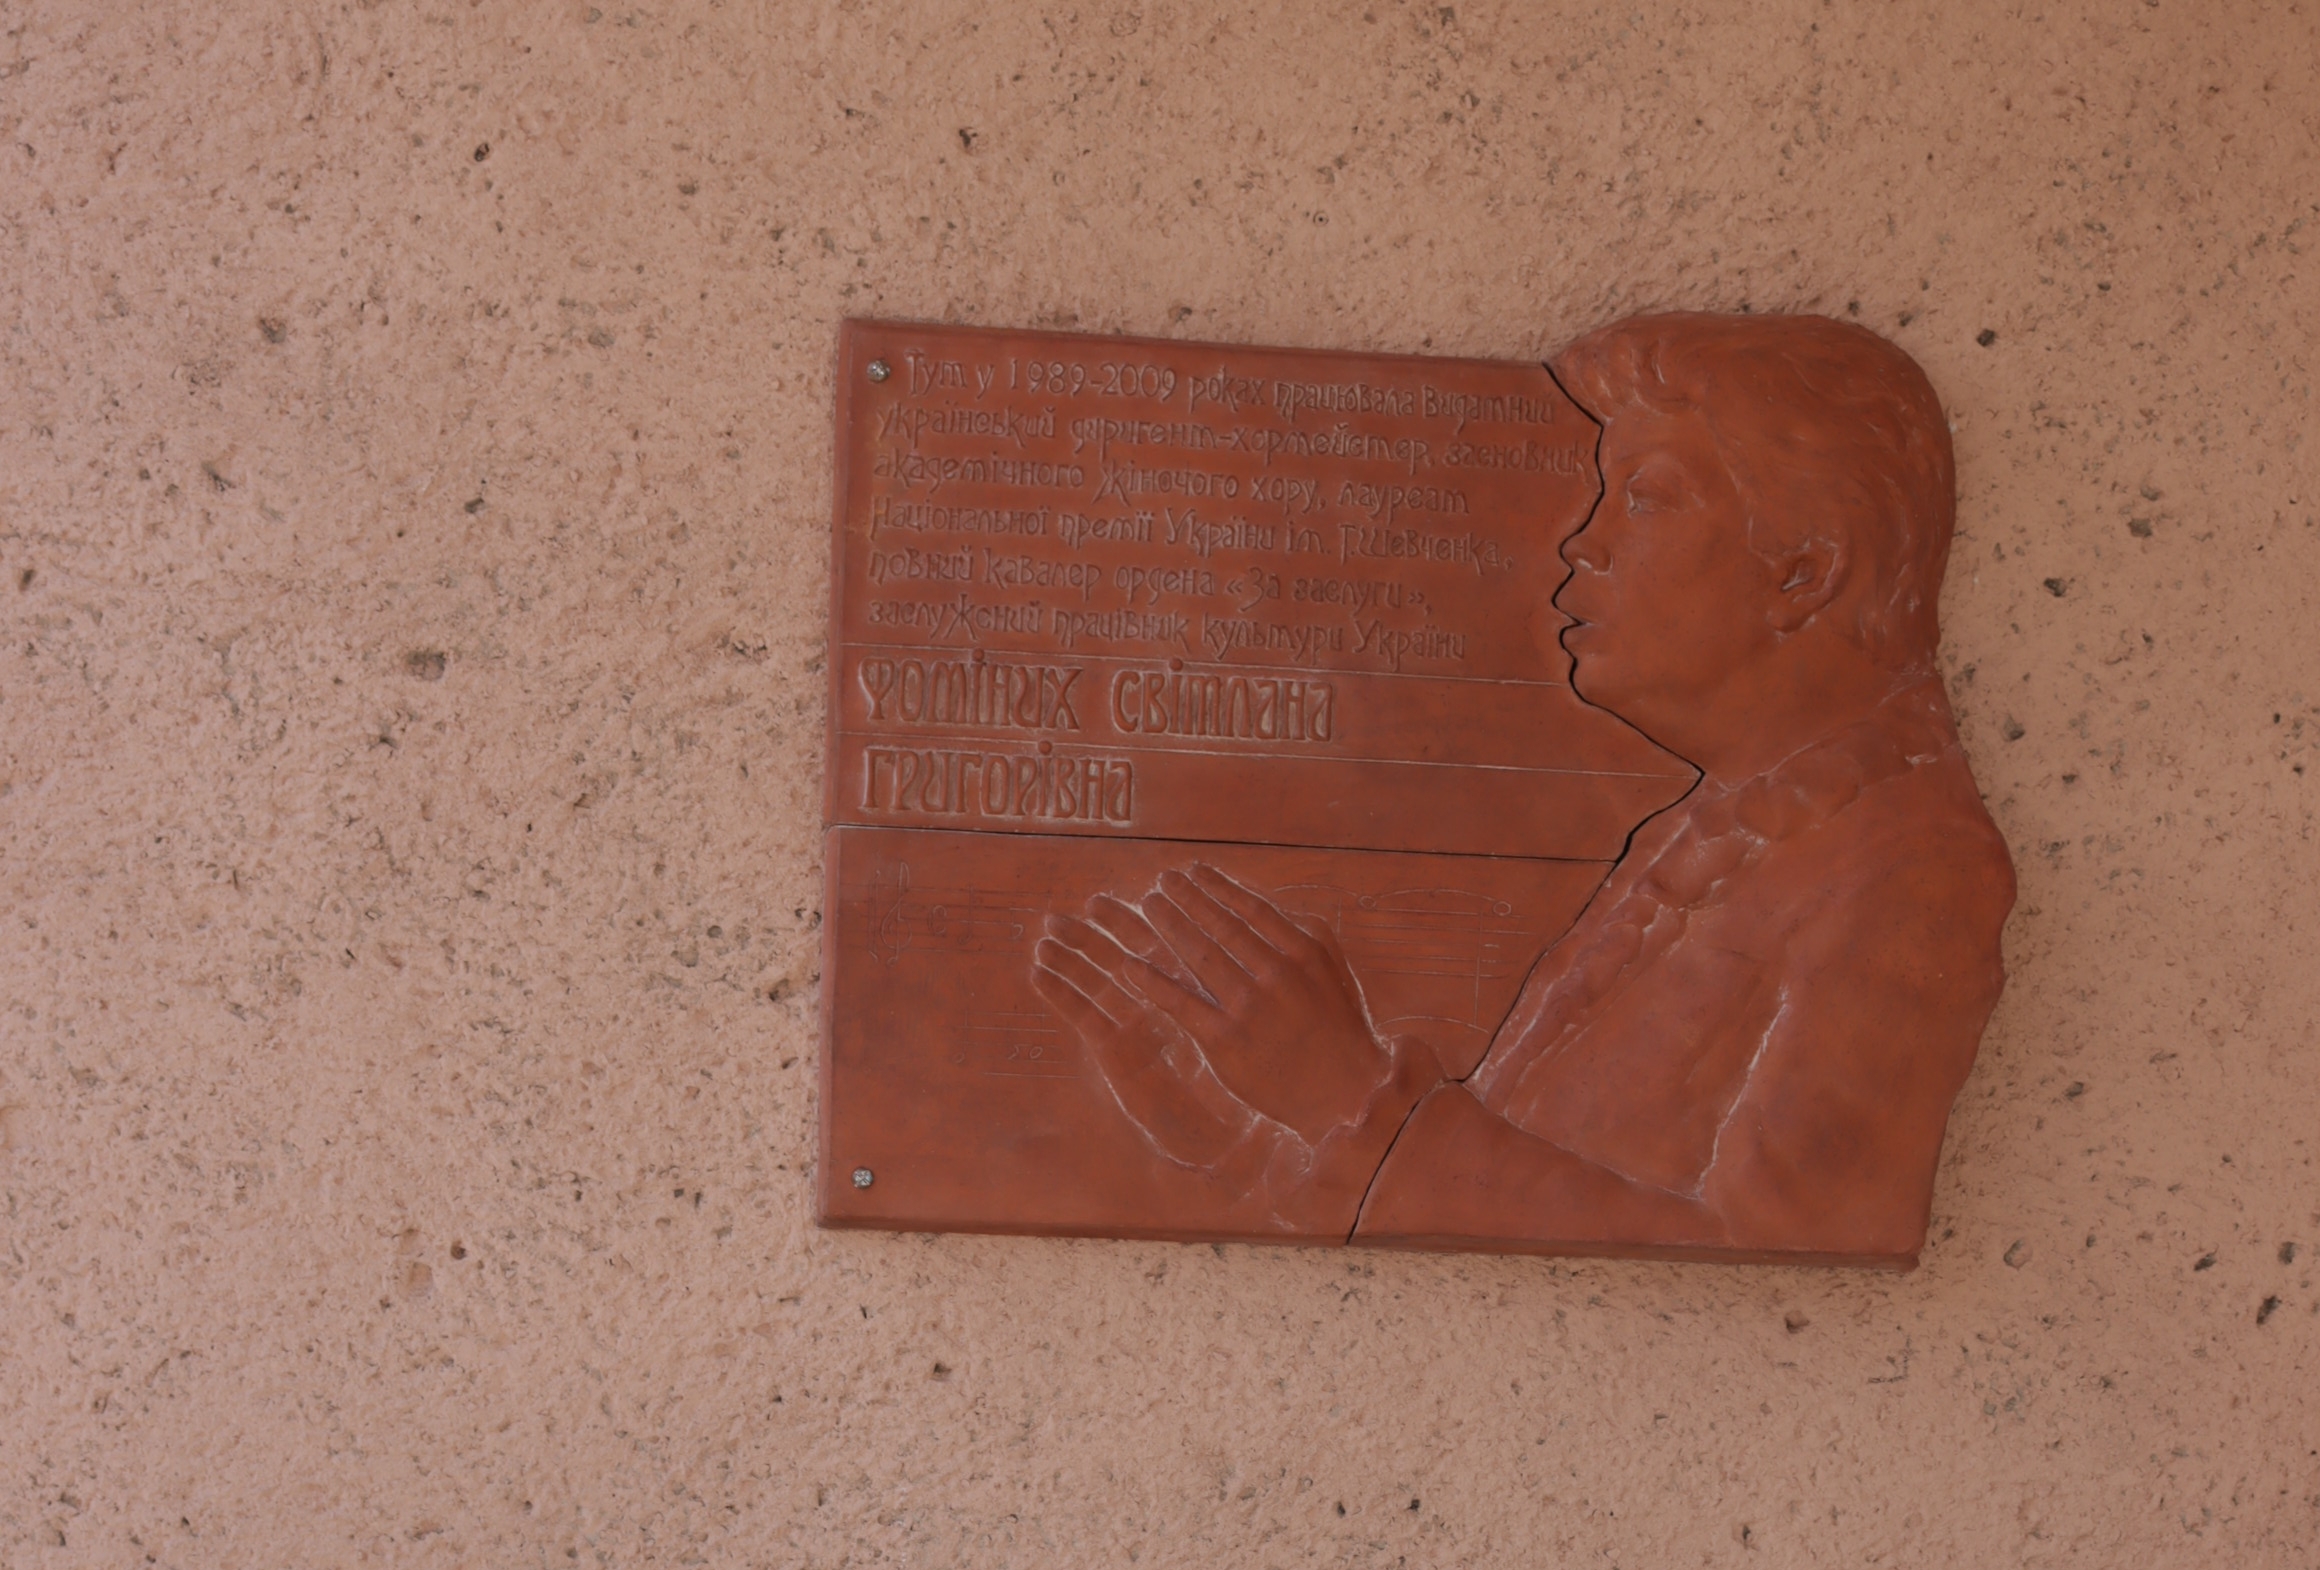 Тут у 1989-2009 роках працювала Видатний
український диригент-хормейстер, засновник
академічного жіночого хору, лауреат
Національної премії України ім. Т.Шевченка,
повний кавалер ордена «За заслуги»,
заслужений працівник культури України
ФОМІНИХ СВІТЛАНА
ГРИГОРІВНА